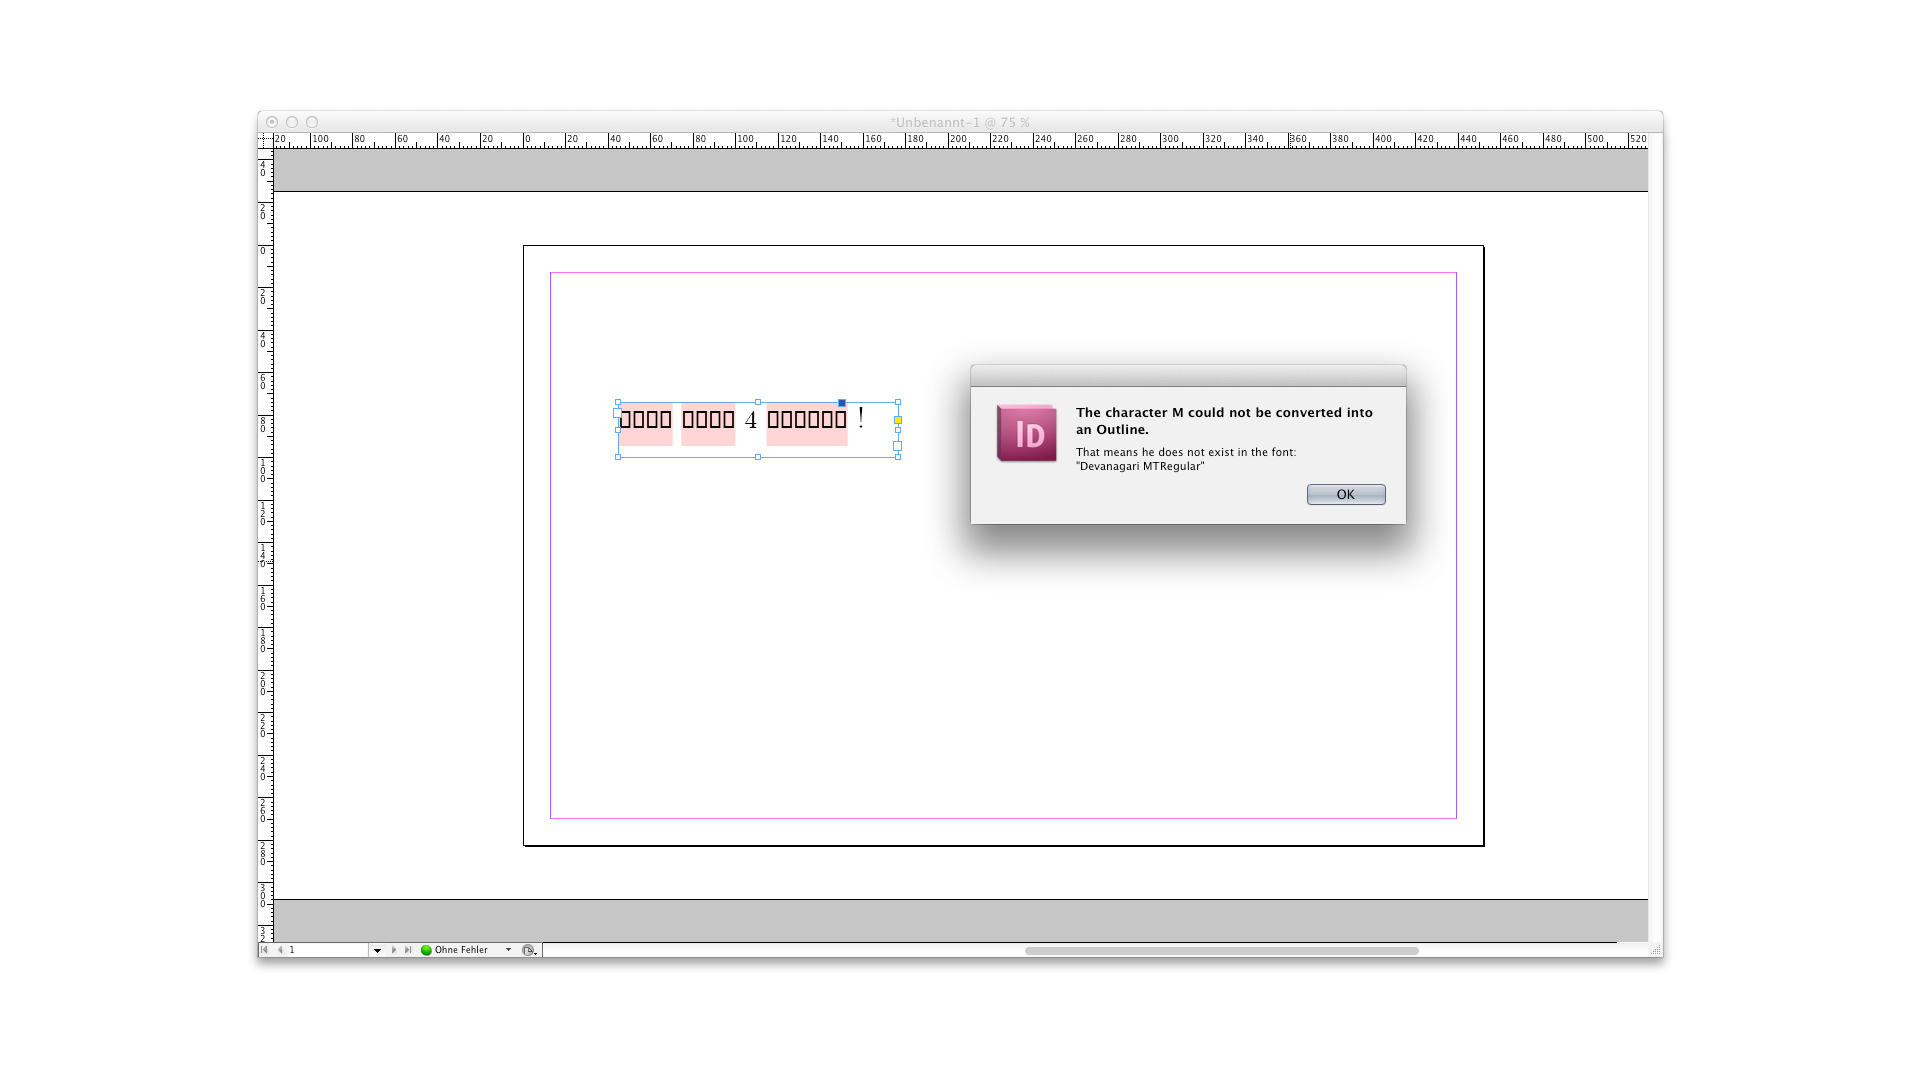 *Unbenannt-1 @ 75 %
20 100 80 60 40 20 0 20 40 60 80 100 120 140 160 180 200 220 240 260 280 300 320 340 360 380 400 420 440 460 480 500 520
40
20
0
20
40
60
80
100
120
140
160
180
200
220
240
260
280
300
32
▯▯▯▯ ▯▯▯▯ 4 ▯▯▯▯▯▯ !
ID
The character M could not be converted into
an Outline.
That means he does not exist in the font:
"Devanagari MTRegular"
OK
1
Ohne Fehler